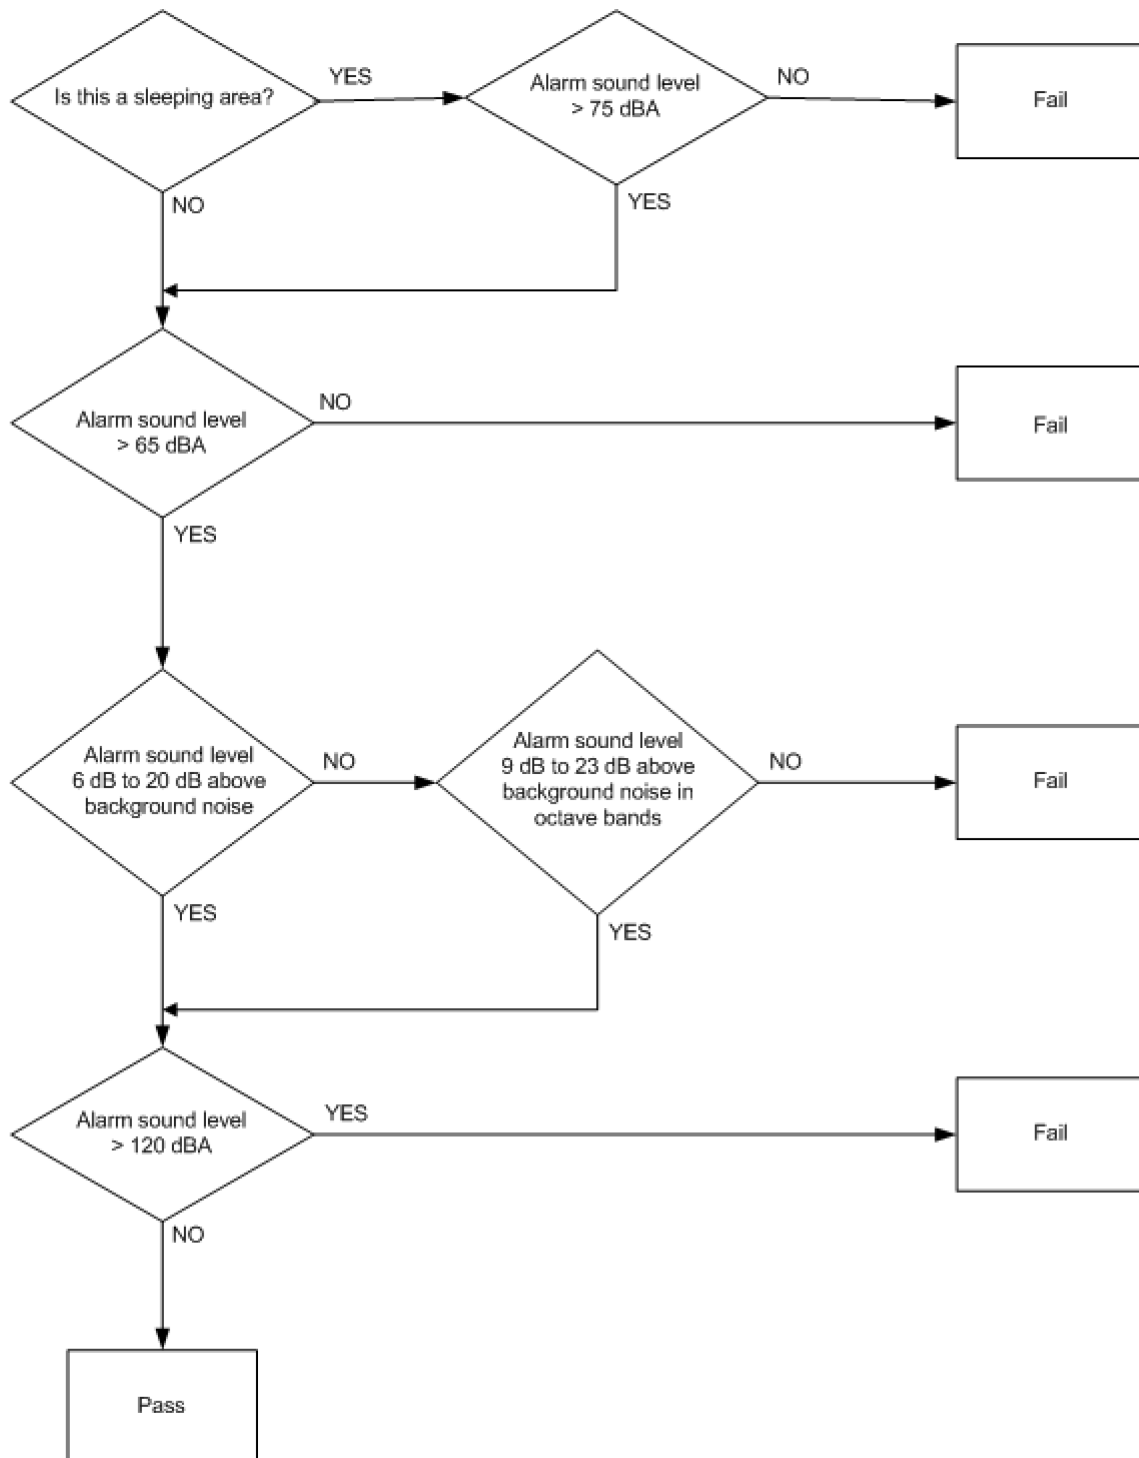 Is this a sleeping area?
YES
Alarm sound level
> 75 dBA
NO
Fail
NO
YES
Alarm sound level
> 65 dBA
NO
Fail
YES
Alarm sound level
6 dB to 20 dB above
background noise
NO
Alarm sound level
9 dB to 23 dB above
background noise in
octave bands
NO
Fail
YES
YES
Alarm sound level
> 120 dBA
YES
Fail
NO
Pass